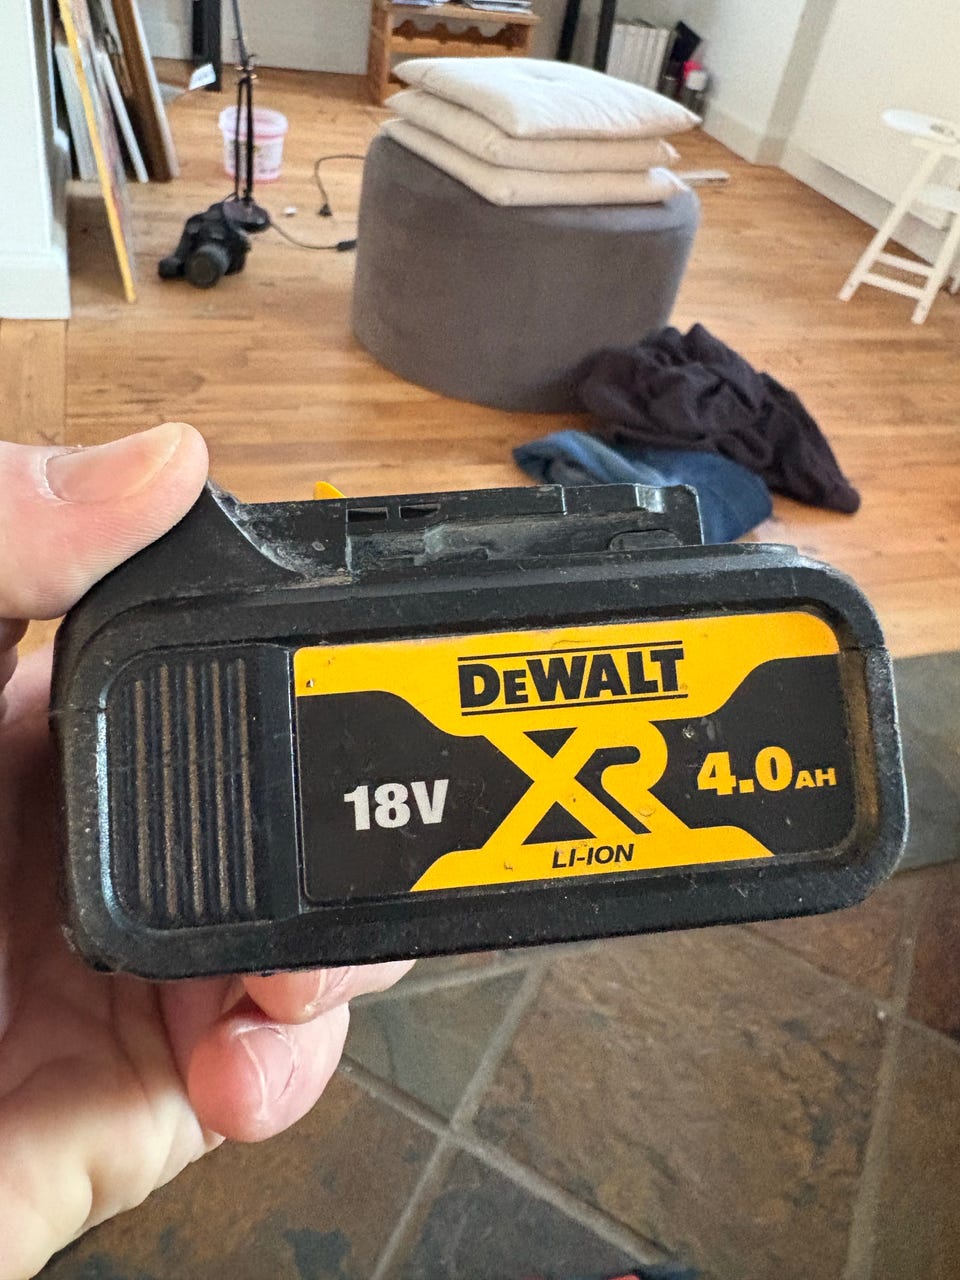 DEWALT
XR
18V
4.0AH
LI-ION